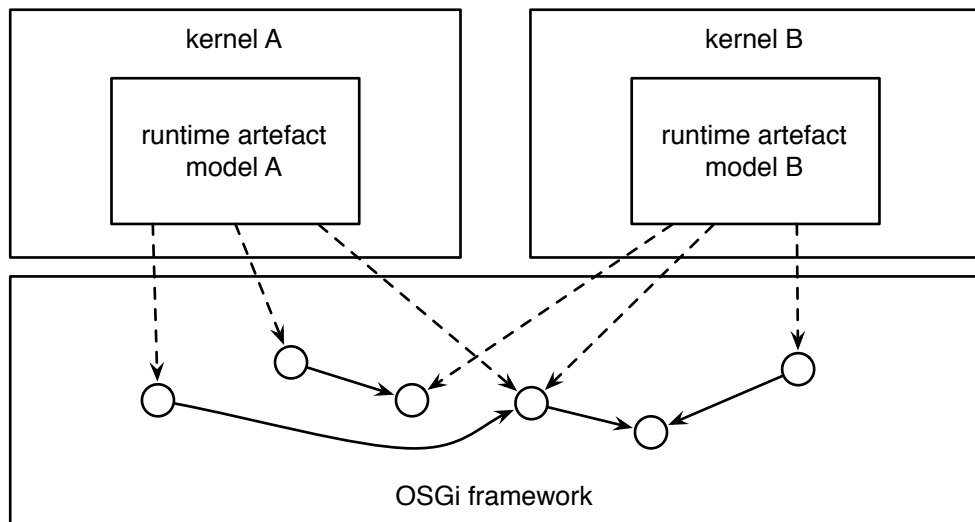 kernel A
runtime artefact
model A
kernel B
runtime artefact
model B
OSGi framework